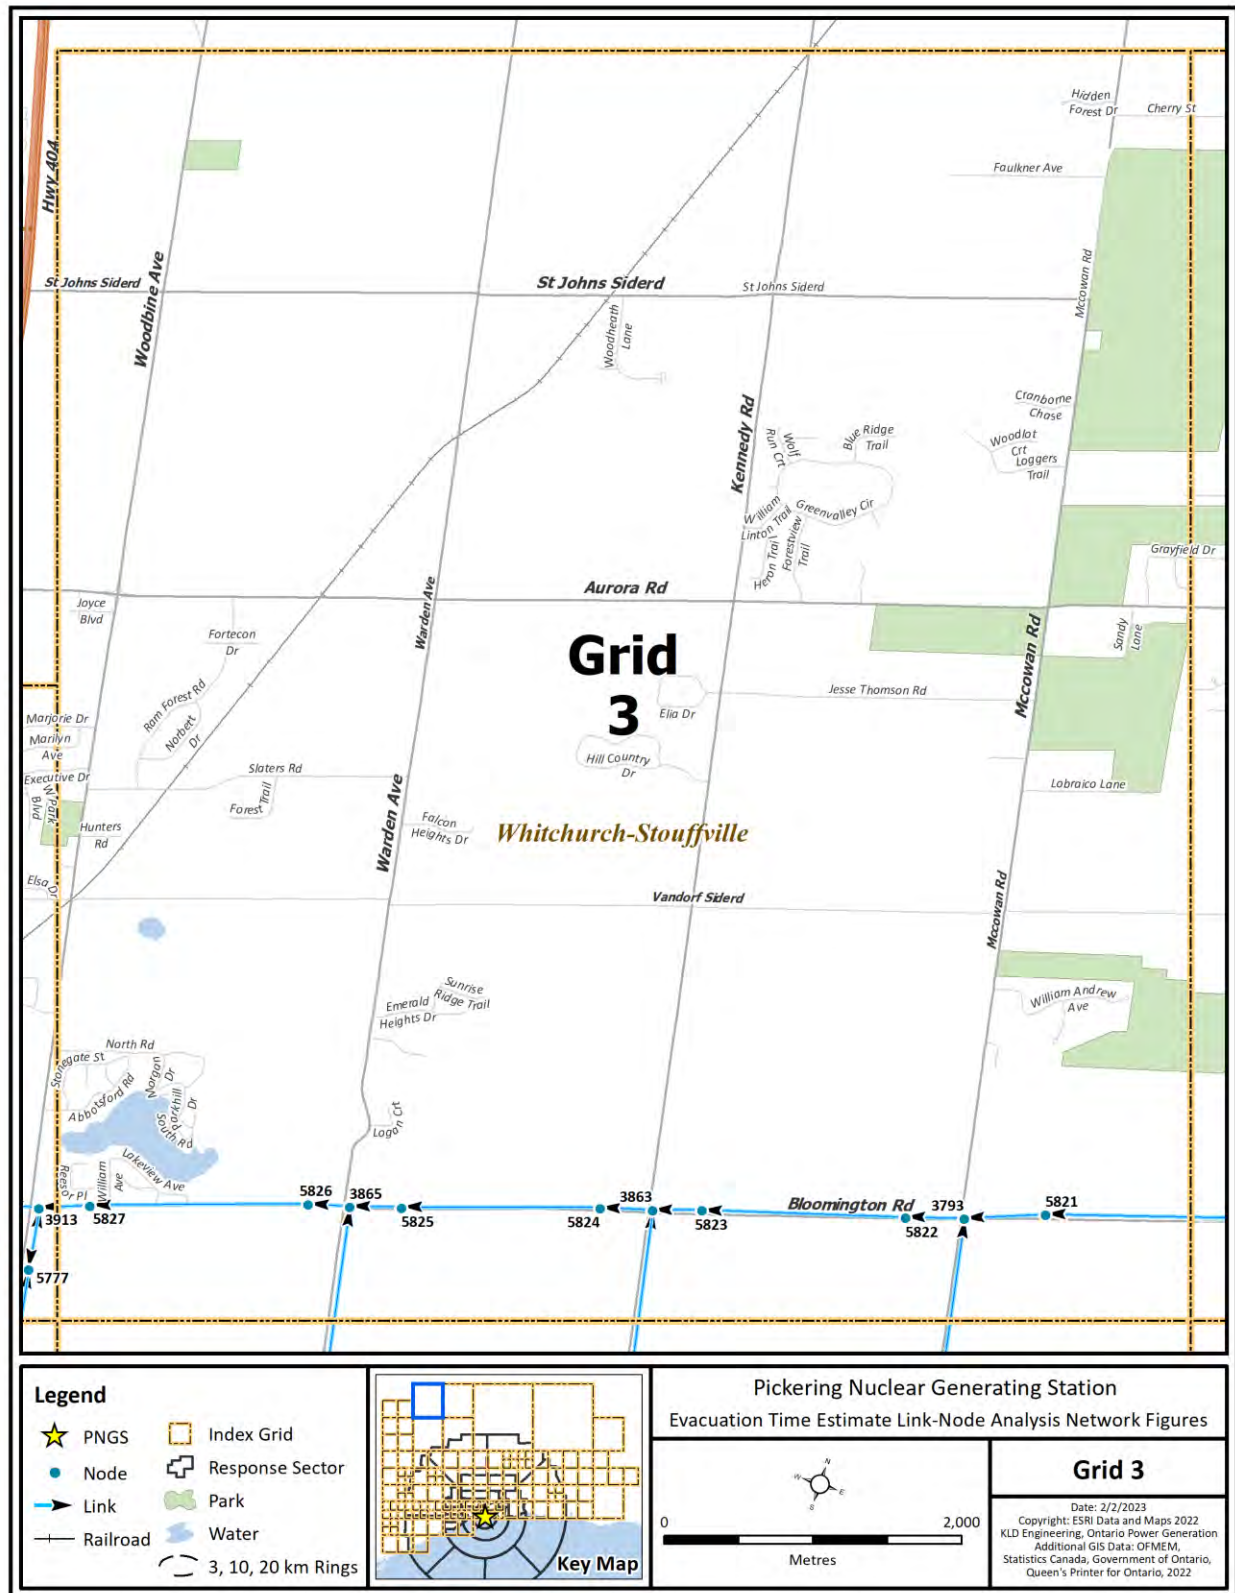 Hidden
Forest Dr
Cherry St
Hwy 404
Faulkner Ave
Woodbine Ave
Mccowan Rd
St Johns Siderd
St Johns Siderd
St Johns Siderd
Woodheath
Lane
Cranborne
Chase
Kennedy Rd
Wolf
Run Crt
Blue Ridge
Trail
Woodlot
Crt
Loggers
Trail
William
Linton Trail
Greenvalley Cir
Heron Trail
Forestview
Trail
Grayfield Dr
Aurora Rd
Joyce
Blvd
Warden Ave
Fortecon
Dr
Sandy
Lane
Mccowan Rd
Grid
3
Ram Forest Rd
Norbett
Dr
Jesse Thomson Rd
Elia Dr
Marjorie Dr
Marilyn
Ave
Executive Dr
W Park
Blvd
Slaters Rd
Hill Country
Dr
Lobraico Lane
Forest Trail
Warden Ave
Falcon
Heights Dr
Hunters
Rd
Whitchurch-Stouffville
Elsa Dr
Vandorf Siderd
Mccowan Rd
Sunrise
Ridge Trail
Emerald
Heights Dr
William Andrew
Ave
North Rd
Stonegate St
Morgan
Dr
Abbotsford Rd
Parkhill
Dr
South Rd
Logan Crt
Lakeview Ave
William
Ave
Reesor Pl
5826
3865
3863
Bloomington Rd
3793
5821
3913
5827
5825
5824
5823
5822
5777
Legend
PNGS
Node
Link
Railroad
Index Grid
Response Sector
Park
Water
3, 10, 20 km Rings
Key Map
Pickering Nuclear Generating Station
Evacuation Time Estimate Link-Node Analysis Network Figures
N
W
E
S
0
2,000
Metres
Grid 3
Date: 2/2/2023
Copyright: ESRI Data and Maps 2022
KLD Engineering, Ontario Power Generation
Additional GIS Data: OFMEM,
Statistics Canada, Government of Ontario,
Queen's Printer for Ontario, 2022